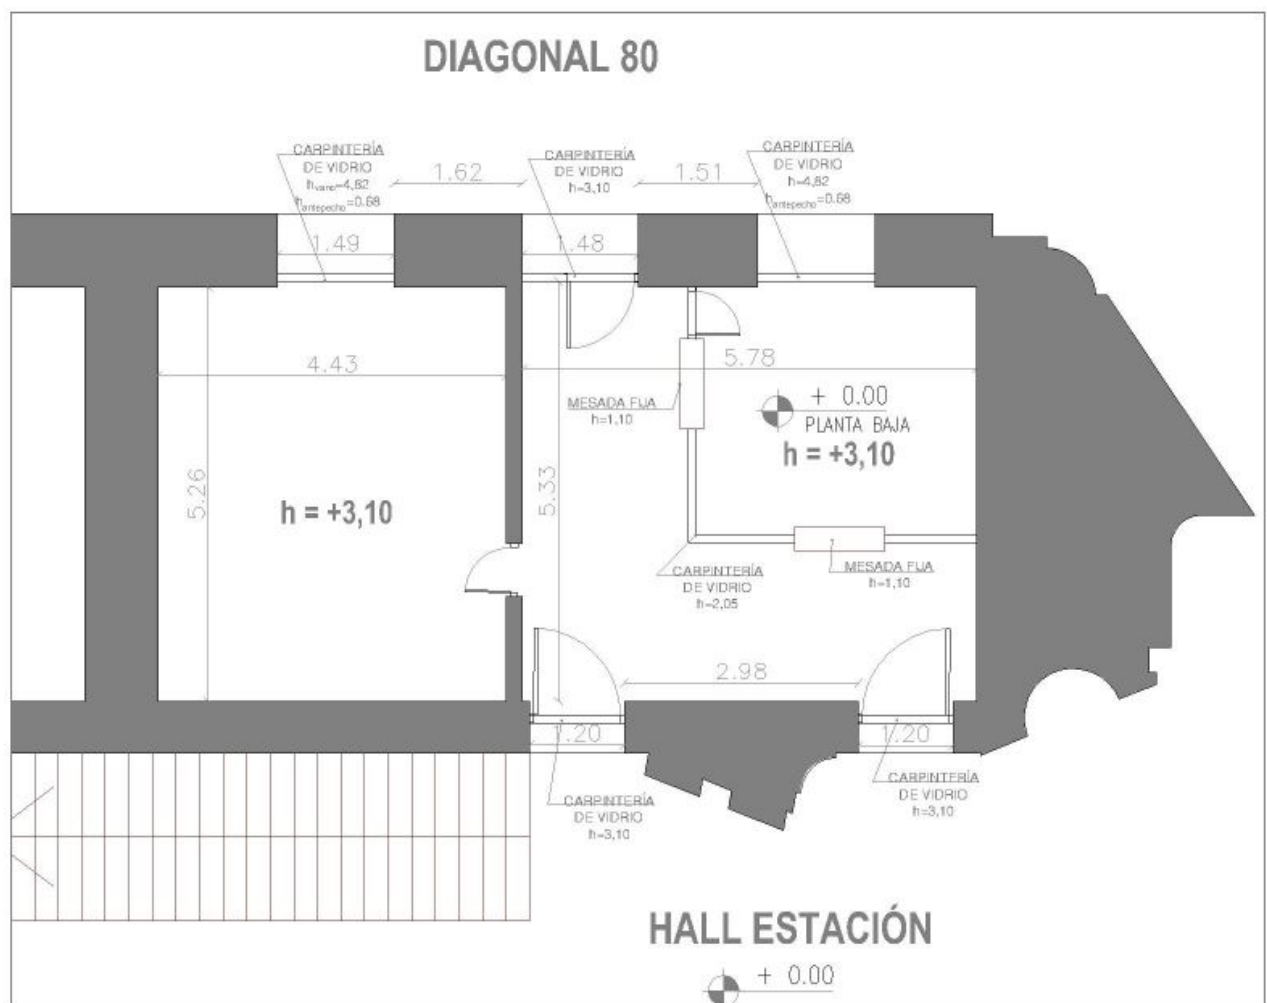 DIAGONAL 80
CARPINTERÍA
DE VIDRIO
h vano=4,82
h antepecho=0.68
1.62
CARPINTERÍA
DE VIDRIO
h=3,10
1.51
CARPINTERÍA
DE VIDRIO
h=4,82
h antepecho=0.68
1.49
1.48
4.43
5.78
MESADA FIJA
h=1,10
+ 0.00
PLANTA BAJA
h = +3,10
5.26
h = +3,10
5.33
CARPINTERÍA
DE VIDRIO
h=2,05
MESADA FIJA
h=1,10
2.98
1.20
1.20
CARPINTERÍA
DE VIDRIO
h=3,10
CARPINTERÍA
DE VIDRIO
h=3,10
HALL ESTACIÓN
+ 0.00